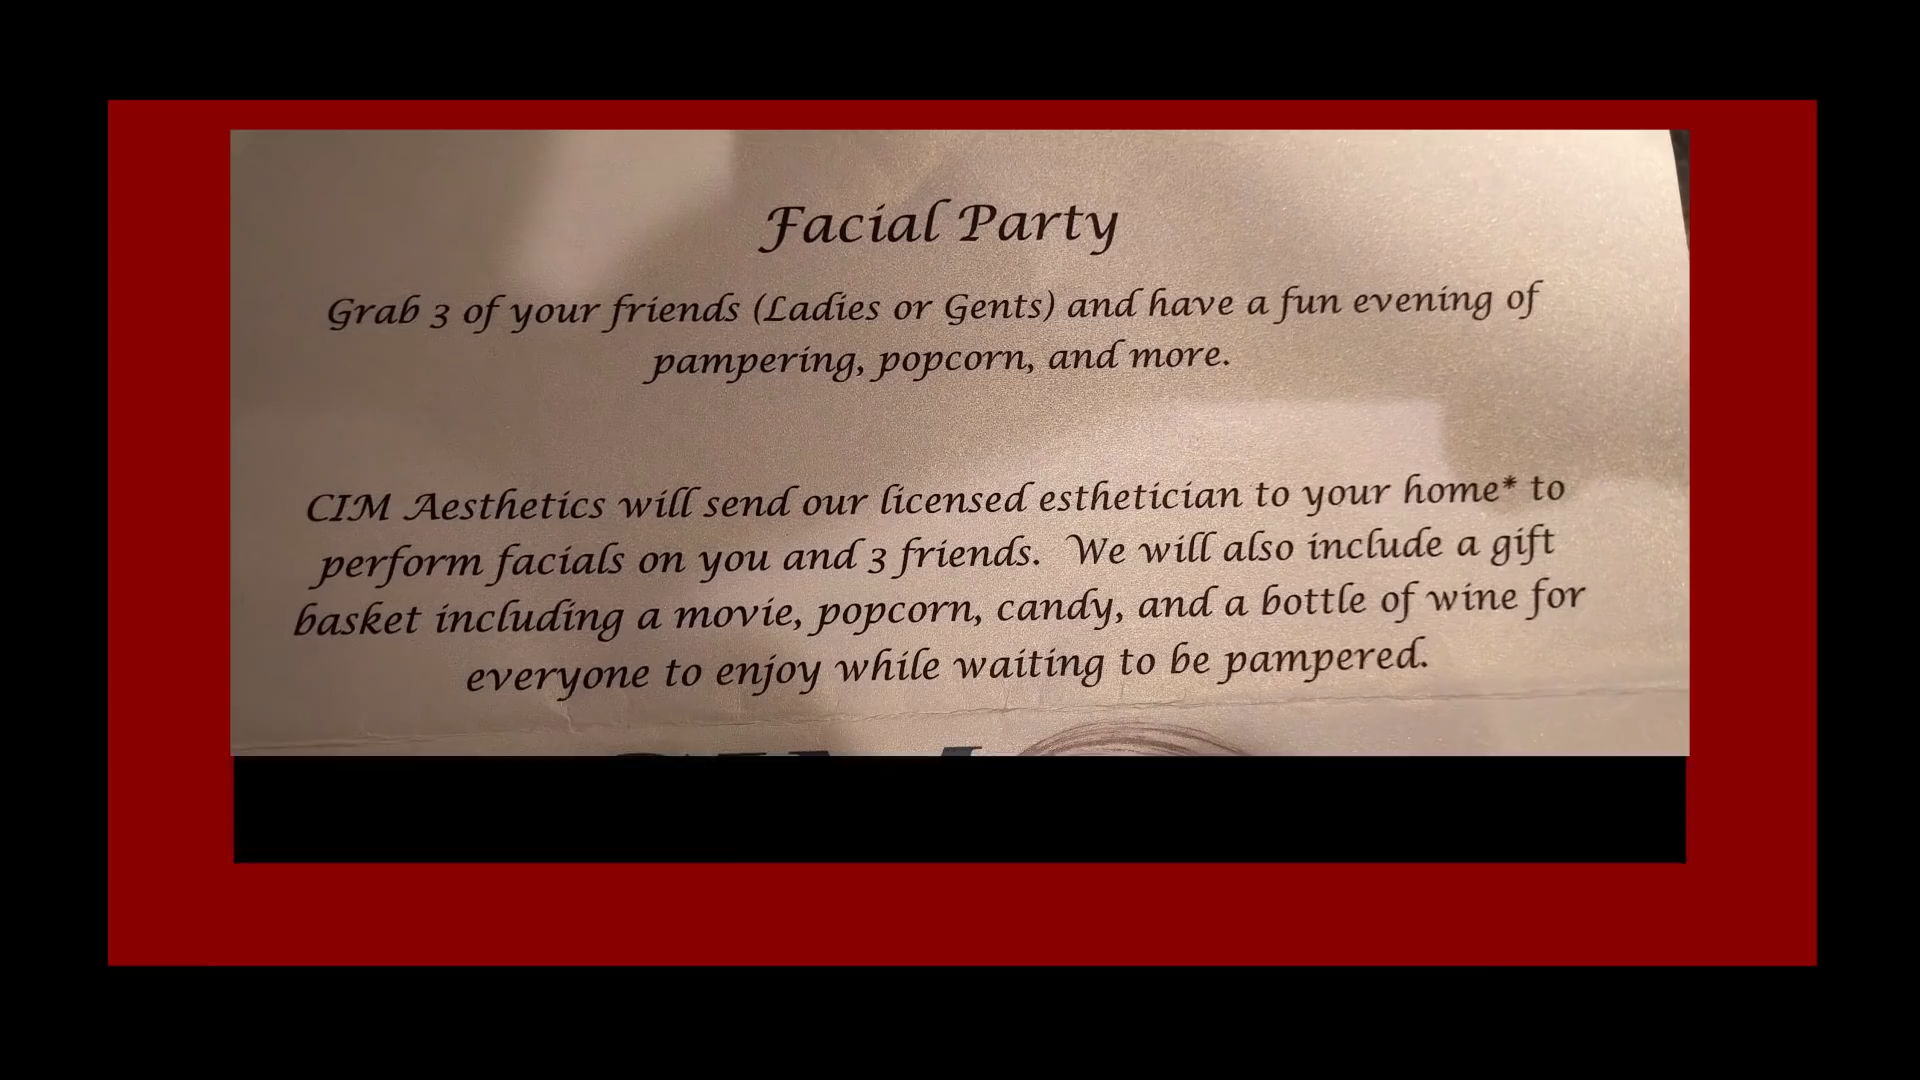 Facial Party
Grab 3 of your friends (Ladies or Gents) and have a fun evening of
pampering, popcorn, and more.
CIM Aesthetics will send our licensed esthetician to your home* to
perform facials on you and 3 friends. We will also include a gift
basket including a movie, popcorn, candy, and a bottle of wine for
everyone to enjoy while waiting to be pampered.